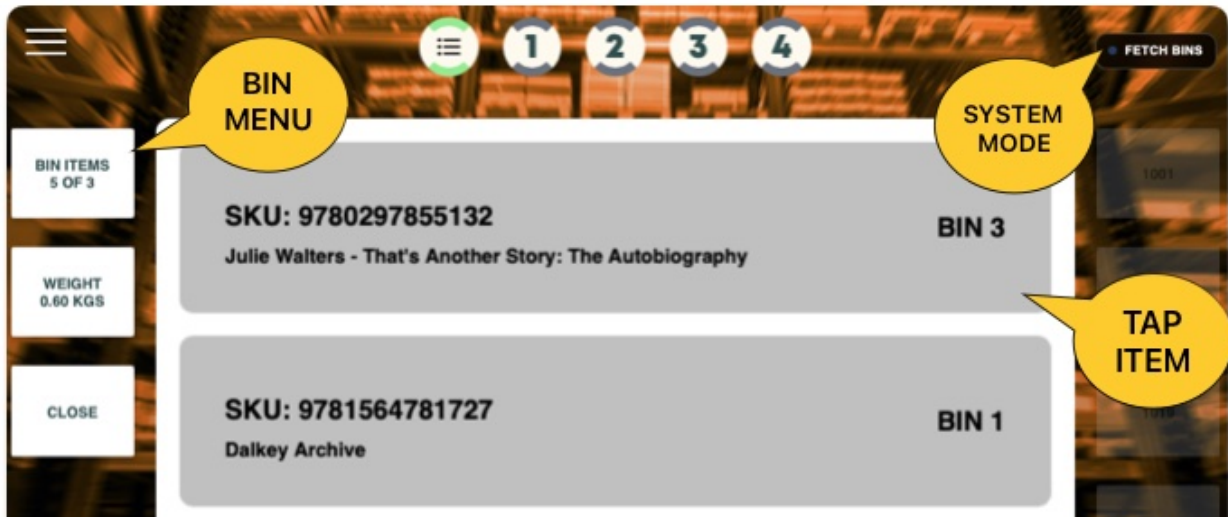 1 2 3 4
FETCH BINS
BIN
MENU
SYSTEM
MODE
BIN ITEMS
5 OF 3
1001
SKU: 9780297855132
BIN 3
Julie Walters - That's Another Story: The Autobiography
WEIGHT
0.60 KGS
TAP
ITEM
CLOSE
SKU: 9781564781727
BIN 1
Dalkey Archive